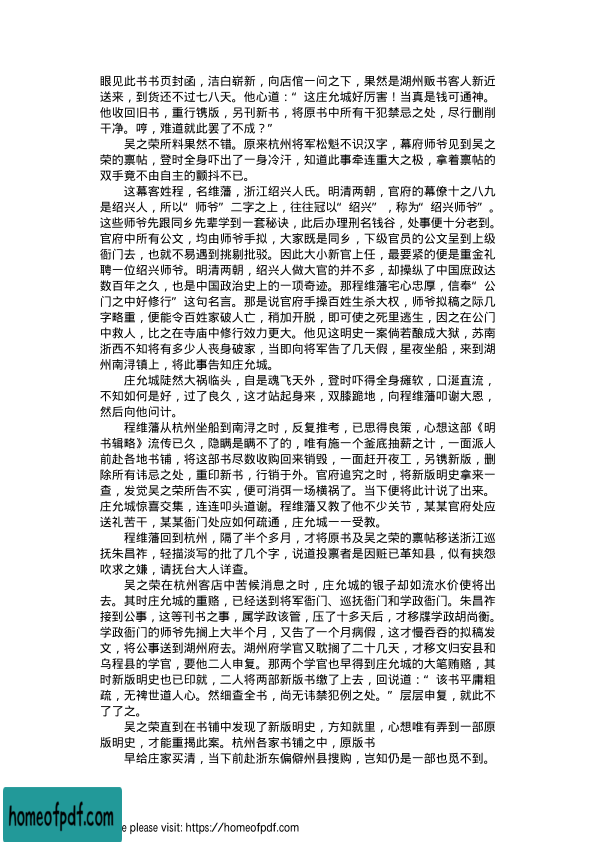 眼见此书书页封函，洁白崭新，向店倌一问之下，果然是湖州贩书客人新近
送来，到货还不过七八天。他心道：“这庄允城好厉害！当真是钱可通神。
他收回旧书，重行镌版，另刊新书，将原书中所有干犯禁忌之处，尽行删削
干净。哼，难道就此罢了不成？”
吴之荣所料果然不错。原来杭州将军松魁不识汉字，幕府师爷见到吴之
荣的禀帖，登时全身吓出了一身冷汗，知道此事牵连重大之极，拿着禀帖的
双手竟不由自主的颤抖不已。
这幕客姓程，名维藩，浙江绍兴人氏。明清两朝，官府的幕僚十之八九
是绍兴人，所以“师爷”二字之上，往往冠以“绍兴”，称为“绍兴师爷”。
这些师爷先跟同乡先辈学到一套秘诀，此后办理刑名钱谷，处事便十分老到。
官府中所有公文，均由师爷手拟，大家既是同乡，下级官员的公文呈到上级
衙门去，也就不易遇到挑剔批驳。因此大小新官上任，最要紧的便是重金礼
聘一位绍兴师爷。明清两朝，绍兴人做大官的并不多，却操纵了中国庶政达
数百年之久，也是中国政治史上的一项奇迹。那程维藩宅心忠厚，信奉“公
门之中好修行”这句名言。那是说官府手操百姓生杀大权，师爷拟稿之际几
字略重，便能令百姓家破人亡，稍加开脱，即可使之死里逃生，因之在公门
中救人，比之在寺庙中修行效力更大。他见这明史一案倘若酿成大狱，苏南
浙西不知将有多少人丧身破家，当即向将军告了几天假，星夜坐船，来到湖
州南浔镇上，将此事告知庄允城。
庄允城陡然大祸临头，自是魂飞天外，登时吓得全身瘫软，口涎直流，
不知如何是好，过了良久，这才站起身来，双膝跪地，向程维藩叩谢大恩，
然后向他问计。
程维藩从杭州坐船到南浔之时，反复推考，已思得良策，心想这部《明
书辑略》流传已久，隐瞒是瞒不了的，唯有施一个釜底抽薪之计，一面派人
前赴各地书铺，将这部书尽数收购回来销毁，一面赶开夜工，另镌新版，删
除所有讳忌之处，重印新书，行销于外。官府追究之时，将新版明史拿来一
查，发觉吴之荣所告不实，便可消弭一场横祸了。当下便将此计说了出来。
庄允城惊喜交集，连连叩头道谢。程维藩又教了他不少关节，某某官府处应
送礼苦干，某某衙门处应如何疏通，庄允城一一受教。
程维藩回到杭州，隔了半个多月，才将原书及吴之荣的禀帖移送浙江巡
抚朱昌祚，轻描淡写的批了几个字，说道投禀者是因赃已革知县，似有挟怨
吹求之嫌，请抚台大人详查。
吴之荣在杭州客店中苦候消息之时，庄允城的银子却如流水价使将出
去。其时庄允城的重赂，已经送到将军衙门、巡抚衙门和学政衙门。朱昌祚
接到公事，这等刊书之事，属学政该管，压了十多天后，才移牒学政胡尚衡。
学政衙门的师爷先搁上大半个月，又告了一个月病假，这才慢吞吞的拟稿发
文，将公事送到湖州府去。湖州府学官又耽搁了二十几天，才移文归安县和
乌程县的学官，要他二人申复。那两个学官也早得到庄允城的大笔贿赂，其
时新版明史也已印就，二人将两部新版书缴了上去，回说道：“该书平庸粗
疏，无裨世道人心。然细查全书，尚无讳禁犯例之处。”层层申复，就此不
了了之。
吴之荣直到在书铺中发现了新版明史，方知就里，心想唯有弄到一部原
版明史，才能重揭此案。杭州各家书铺之中，原版书
早给庄家买清，当下前赴浙东偏僻州县搜购，岂知仍是一部也觅不到。
homeofpdf.com
e please visit: https://homeofpdf.com